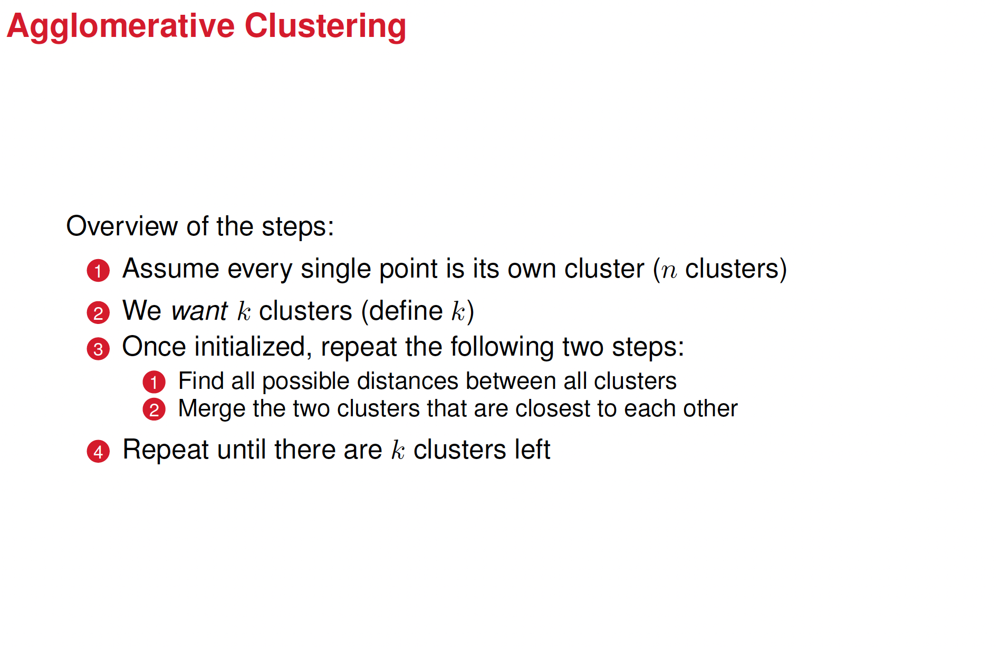 Agglomerative Clustering
Overview of the steps:
1 Assume every single point is its own cluster (n clusters)
2 We want k clusters (define k)
3 Once initialized, repeat the following two steps:
1 Find all possible distances between all clusters
2 Merge the two clusters that are closest to each other
4 Repeat until there are k clusters left